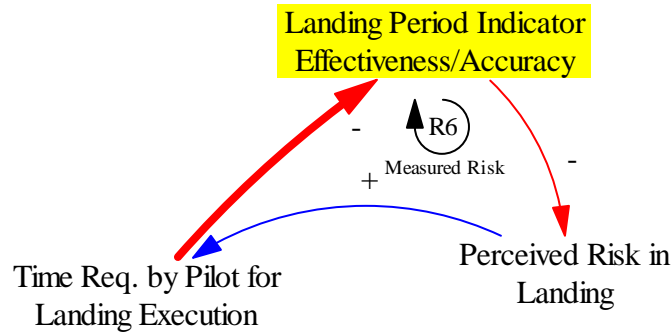 Landing Period Indicator
Effectiveness/Accuracy
-
R6
-
Measured Risk
+
Perceived Risk in
Landing
Time Req. by Pilot for
Landing Execution